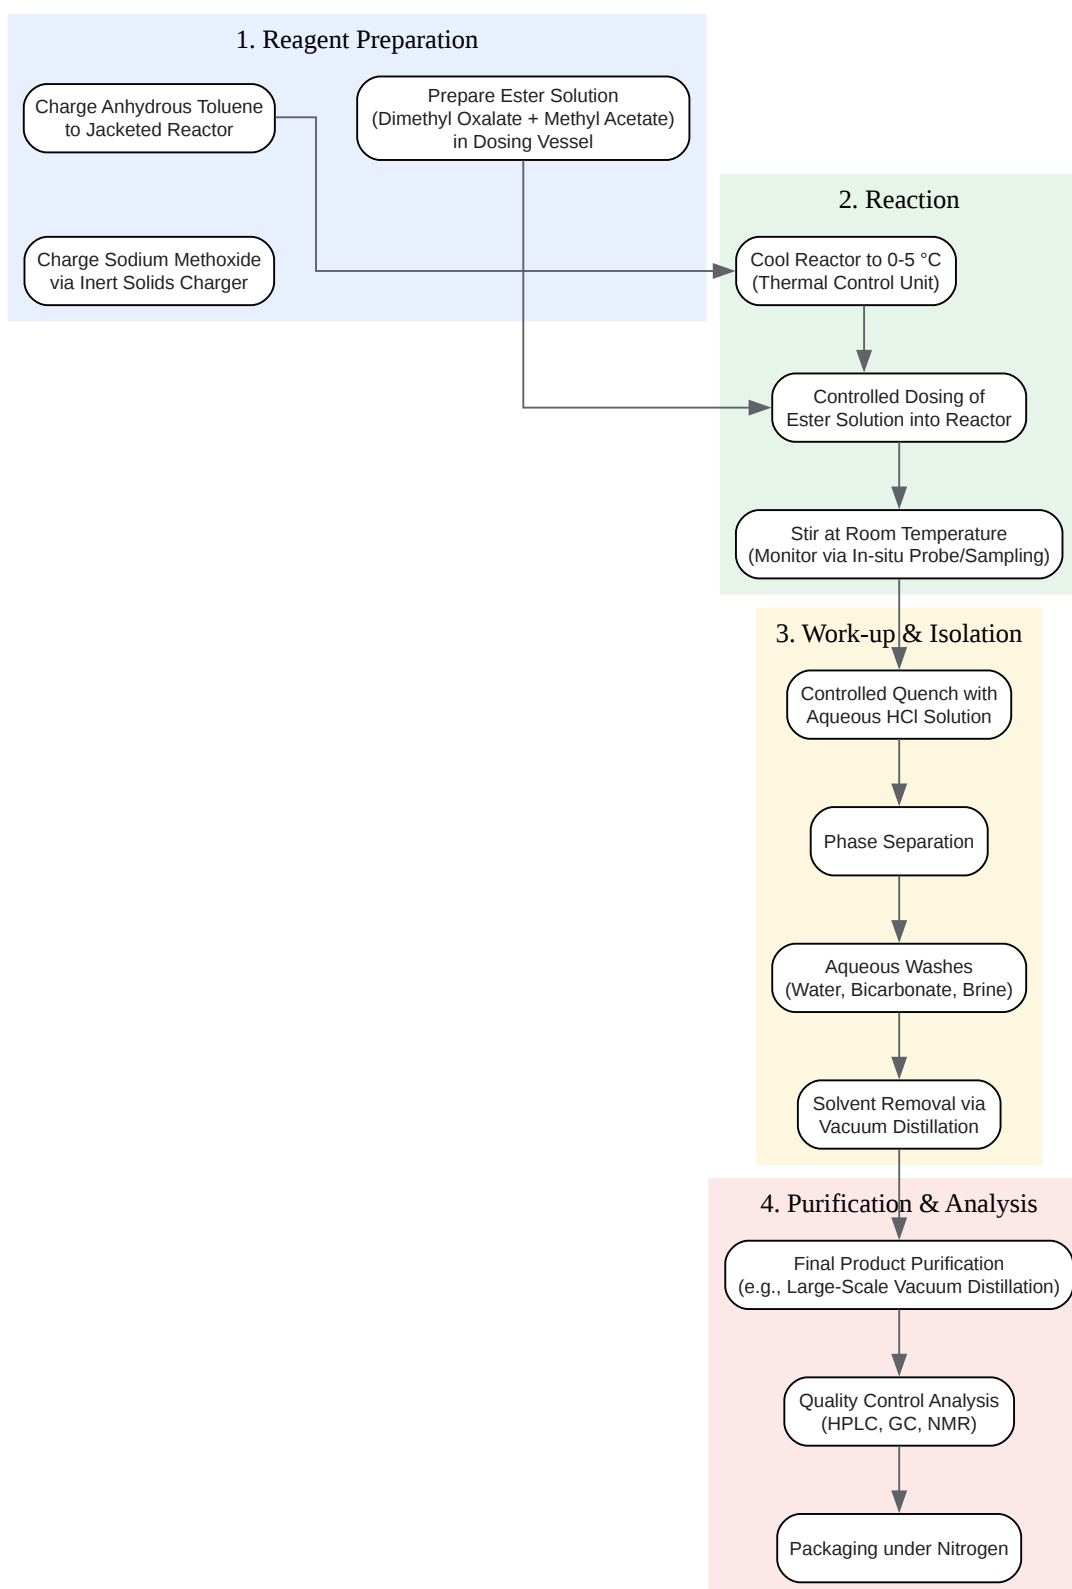 1. Reagent Preparation
Charge Anhydrous Toluene
to Jacketed Reactor
Prepare Ester Solution
(Dimethyl Oxalate + Methyl Acetate)
in Dosing Vessel
Charge Sodium Methoxide
via Inert Solids Charger
2. Reaction
Cool Reactor to 0-5 °C
(Thermal Control Unit)
Controlled Dosing of
Ester Solution into Reactor
Stir at Room Temperature
(Monitor via In-situ Probe/Sampling)
3. Work-up & Isolation
Controlled Quench with
Aqueous HCl Solution
Phase Separation
Aqueous Washes
(Water, Bicarbonate, Brine)
Solvent Removal via
Vacuum Distillation
4. Purification & Analysis
Final Product Purification
(e.g., Large-Scale Vacuum Distillation)
Quality Control Analysis
(HPLC, GC, NMR)
Packaging under Nitrogen